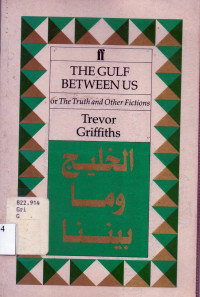 ff
THE GULF
BETWEEN US
or The Truth and Other Fictions
Trevor
Griffiths
الخليج
وما
بيننا
822.914
Gri
G
4